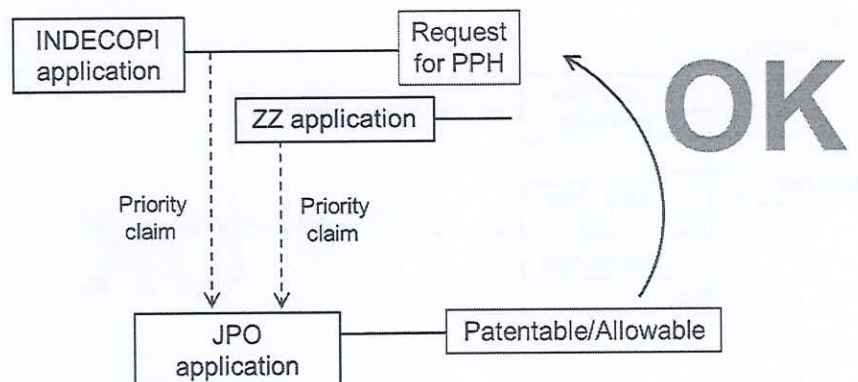 INDECOPI
application
Request
for PPH
OK
ZZ application
Priority
claim
Priority
claim
JPO
application
Patentable/Allowable